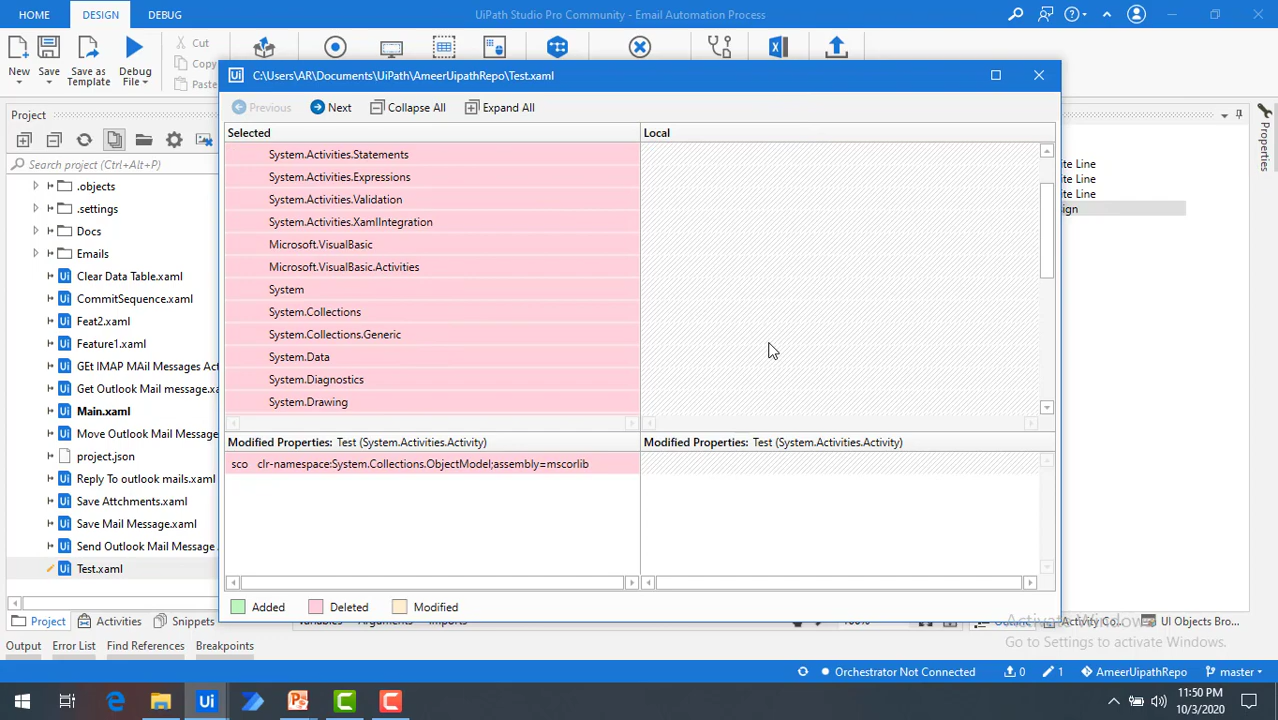 HOME DESIGN DEBUG UiPath Studio Pro Community - Email Automation Process
New Save Save as Template Debug File Cut Copy Paste
C:\Users\AR\Documents\UiPath\AmeerUipathRepo\Test.xaml
Previous Next Collapse All Expand All
Selected Local
System.Activities.Statements
System.Activities.Expressions
System.Activities.Validation
System.Activities.XamlIntegration
Microsoft.VisualBasic
Microsoft.VisualBasic.Activities
System
System.Collections
System.Collections.Generic
System.Data
System.Diagnostics
System.Drawing
Modified Properties: Test (System.Activities.Activity) Modified Properties: Test (System.Activities.Activity)
sco clr-namespace:System.Collections.ObjectModel;assembly=mscorlib
Added Deleted Modified
Project
Search project (Ctrl+Alt+P)
.objects
.settings
Docs
Emails
Clear Data Table.xaml
CommitSequence.xaml
Feat2.xaml
Feature1.xaml
GEt IMAP MAil Messages Act
Get Outlook Mail message.xa
Main.xaml
Move Outlook Mail Message
project.json
Reply To outlook mails.xaml
Save Attchments.xaml
Save Mail Message.xaml
Send Outlook Mail Message
Test.xaml
ite Line
ite Line
ite Line
ign
Properties
Project Activities Snippets Activity Co... UI Objects Bro...
Output Error List Find References Breakpoints
Activate Windows
Go to Settings to activate Windows.
Orchestrator Not Connected 0 1 AmeerUipathRepo master
11:50 PM
10/3/2020